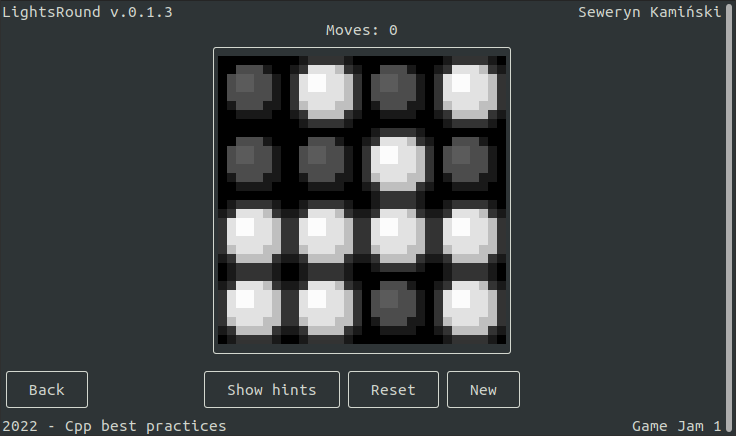 LightsRound v.0.1.3
Seweryn Kamiński
Moves: 0
Back
Show hints
Reset
New
2022 - Cpp best practices
Game Jam 1